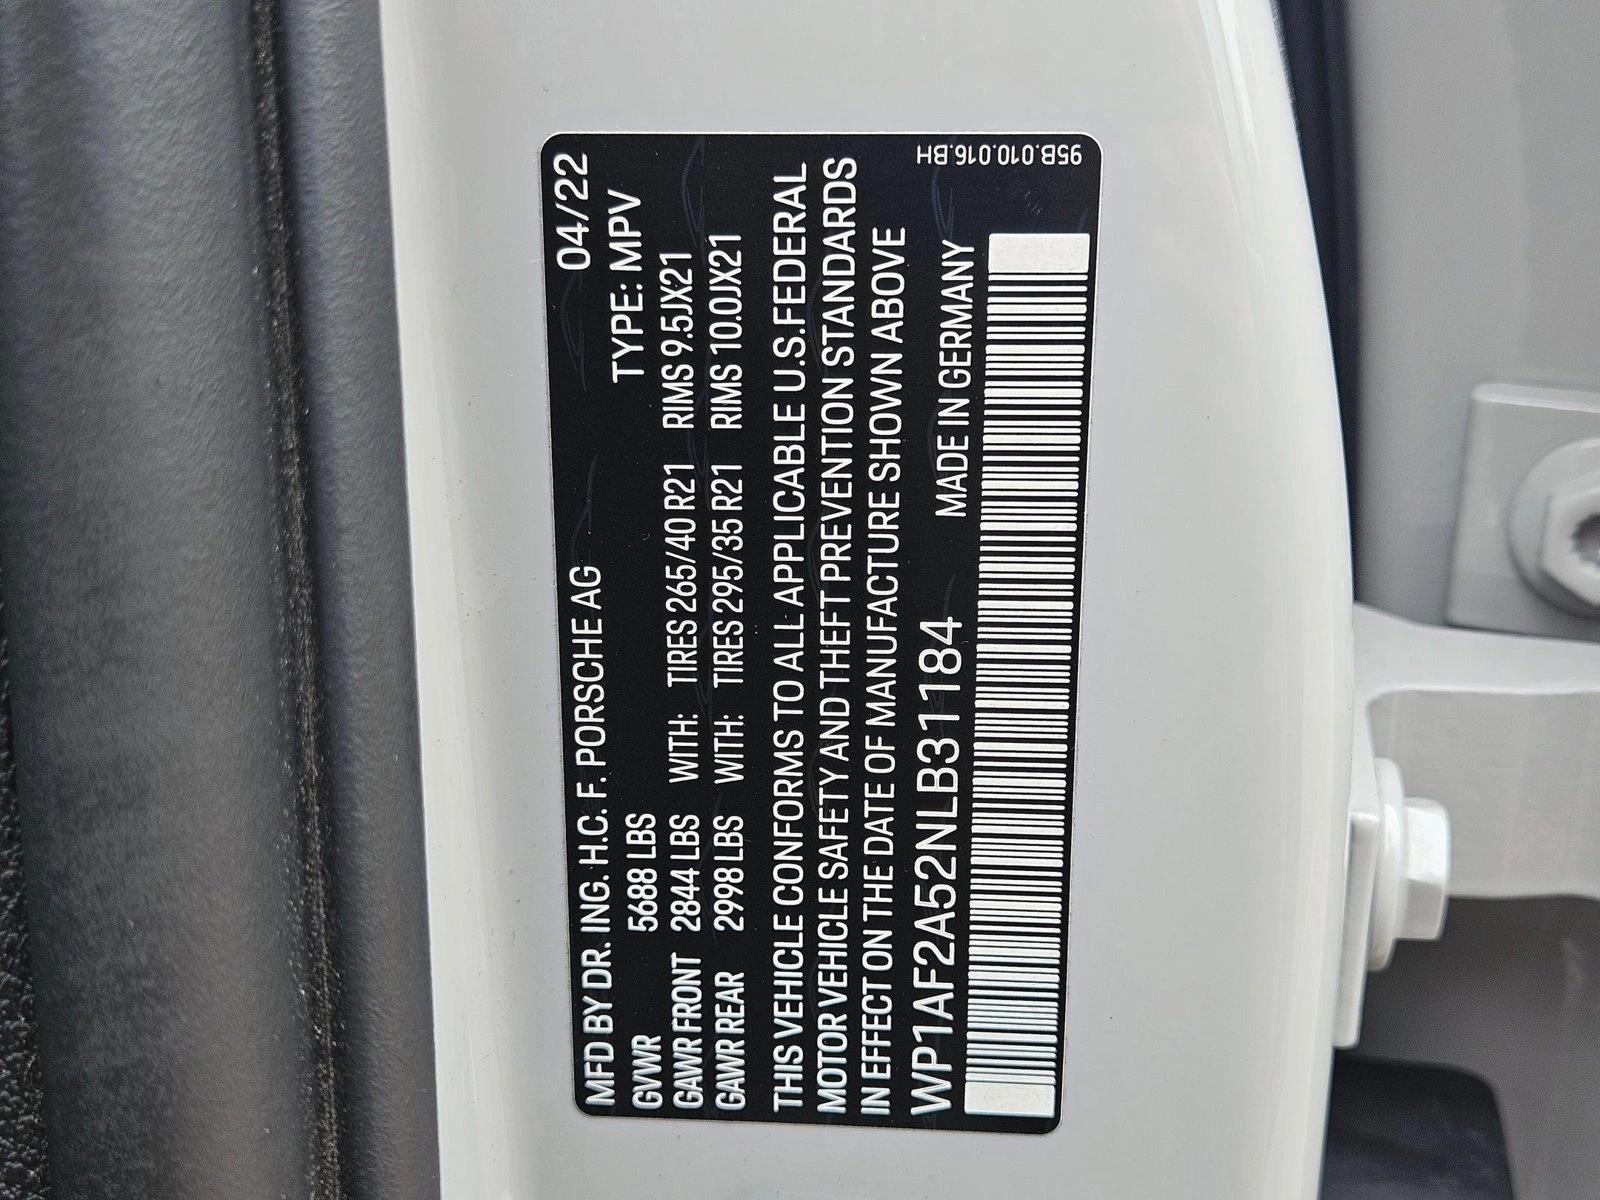 MFD BY DR. ING. H.C. F. PORSCHE AG 04/22
GVWR 5688 LBS TYPE: MPV
GAWR FRONT 2844 LBS WITH: TIRES 265/40 R21 RIMS 9.5JX21
GAWR REAR 2998 LBS WITH: TIRES 295/35 R21 RIMS 10.0JX21
THIS VEHICLE CONFORMS TO ALL APPLICABLE U.S.FEDERAL
MOTOR VEHICLE SAFETY AND THEFT PREVENTION STANDARDS
IN EFFECT ON THE DATE OF MANUFACTURE SHOWN ABOVE
WP1AF2A52NLB31184 MADE IN GERMANY
95B.010.016.BH